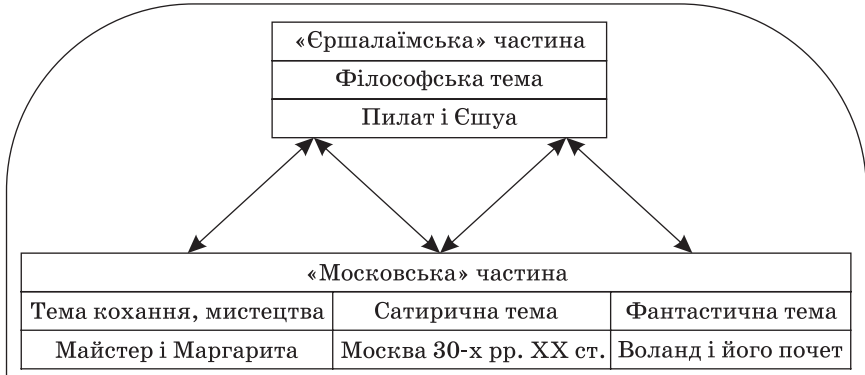 «Єршалаїмська» частина
Філософська тема
Пилат і Єшуа
«Московська» частина
Тема кохання, мистецтва
Сатирична тема
Фантастична тема
Майстер і Маргарита
Москва 30-х рр. XX ст.
Воланд і його почет